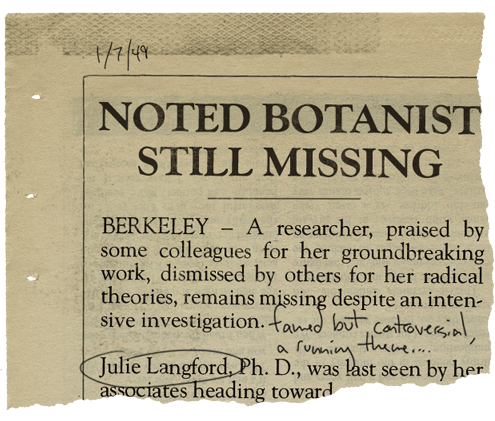 1/7/49
NOTED BOTANIST
STILL MISSING
BERKELEY – A researcher, praised by
some colleagues for her groundbreaking
work, dismissed by others for her radical
theories, remains missing despite an inten-
sive investigation. famed but controversial,
a running theme...
Julie Langford, Ph. D., was last seen by her
associates heading toward